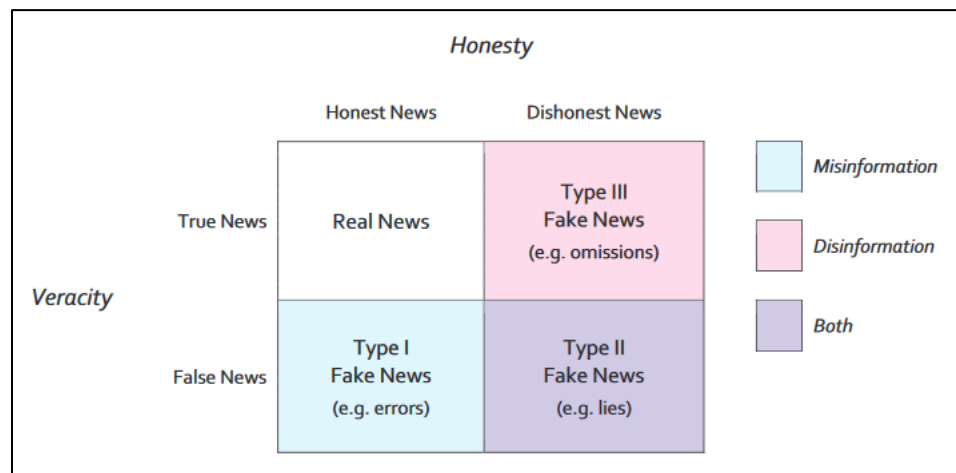 Honesty
Honest News
Dishonest News
Misinformation
True News
Real News
Type III
Fake News
(e.g. omissions)
Disinformation
Veracity
False News
Type I
Fake News
(e.g. errors)
Type II
Fake News
(e.g. lies)
Both